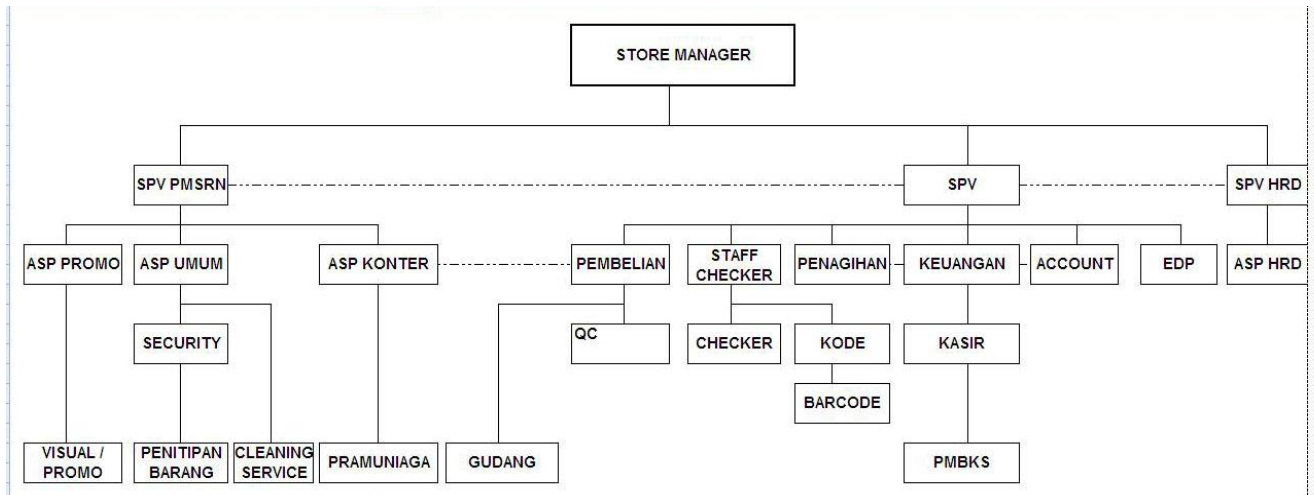 STORE MANAGER
SPV PMSRN
SPV
SPV HRD
ASP PROMO
ASP UMUM
ASP KONTER
PEMBELIAN
STAFF
CHECKER
PENAGIHAN
KEUANGAN
ACCOUNT
EDP
ASP HRD
SECURITY
QC
CHECKER
KODE
KASIR
BARCODE
VISUAL /
PROMO
PENITIPAN
BARANG
CLEANING
SERVICE
PRAMUNIAGA
GUDANG
PMBKS